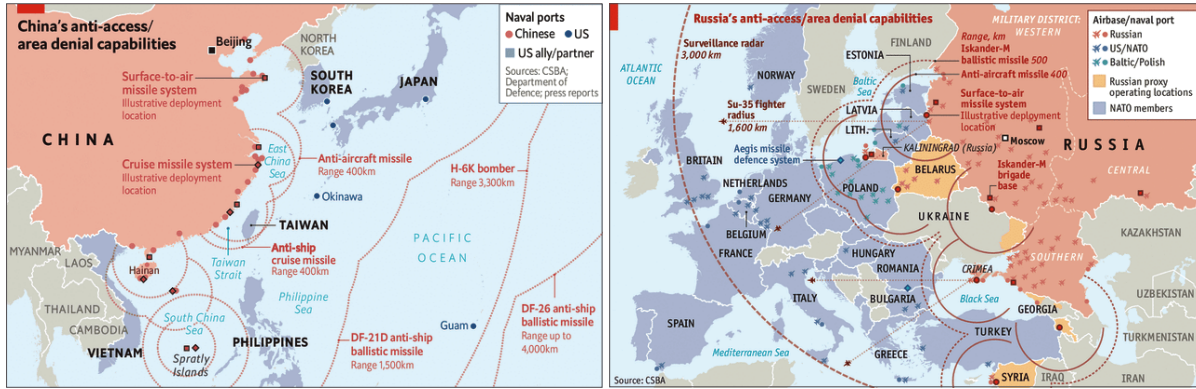 China's anti-access/
area denial capabilities
Beijing
NORTH
KOREA
SOUTH
KOREA
JAPAN
Naval ports
Chinese
US
US ally/partner
Sources: CSBA;
Department of
Defence; press reports
Surface-to-air
missile system
Illustrative deployment
location
CHINA
East
China
Sea
Cruise missile system
Illustrative deployment
location
Anti-aircraft missile
Range 400km
H-6K bomber
Range 3,300km
Okinawa
TAIWAN
PACIFIC
OCEAN
MYANMAR
LAOS
Hainan
Taiwan
Strait
Anti-ship
cruise missile
Range 400km
THAILAND
CAMBODIA
VIETNAM
South China
Sea
Spratly
Islands
Philippine
Sea
PHILIPPINES
Guam
DF-21D anti-ship
ballistic missile
Range 1,500km
DF-26 anti-ship
ballistic missile
Range up to
4,000km
Russia's anti-access/area denial capabilities
MILITARY DISTRICT:
WESTERN
Airbase/naval port
Russian
US/NATO
Baltic/Polish
Russian proxy
operating locations
NATO members
Surveillance radar
3,000 km
ATLANTIC
OCEAN
NORWAY
SWEDEN
FINLAND
ESTONIA
Baltic
Sea
Range, km
Iskander-M
ballistic missile 500
Anti-aircraft missile 400
Surface-to-air
missile system
Illustrative deployment
location
Su-35 fighter
radius
1,600 km
LATVIA
LITH.
Moscow
RUSSIA
Aegis missile
defence system
KALININGRAD (Russia)
BRITAIN
BELARUS
Iskander-M
brigade
base
CENTRAL
NETHERLANDS
GERMANY
POLAND
BELGIUM
UKRAINE
FRANCE
HUNGARY
ROMANIA
CRIMEA
SOUTHERN
KAZAKHSTAN
ITALY
BULGARIA
Black Sea
GEORGIA
UZBEKISTAN
SPAIN
TURKEY
TURKMENISTAN
Mediterranean Sea
GREECE
SYRIA
IRAQ
IRAN
Source: CSBA